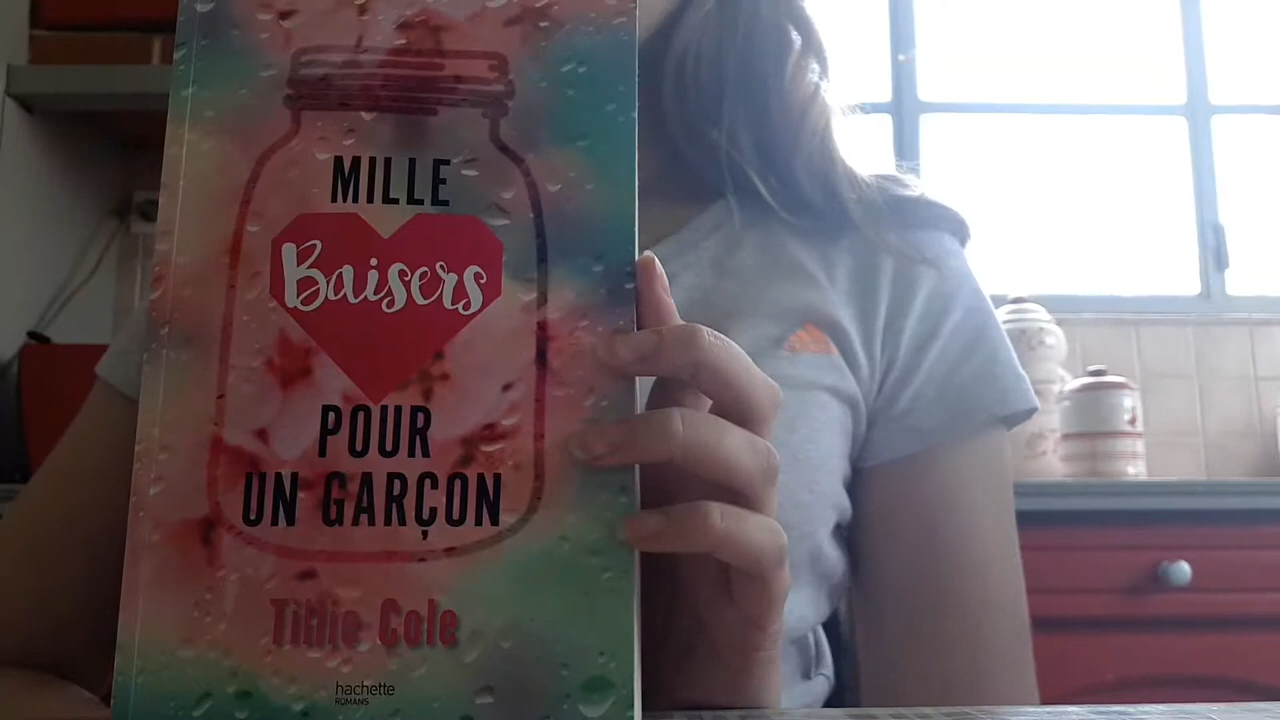 MILLE
Baisers
POUR
UN GARÇON
Tillie Cole
hachette
ROMANS